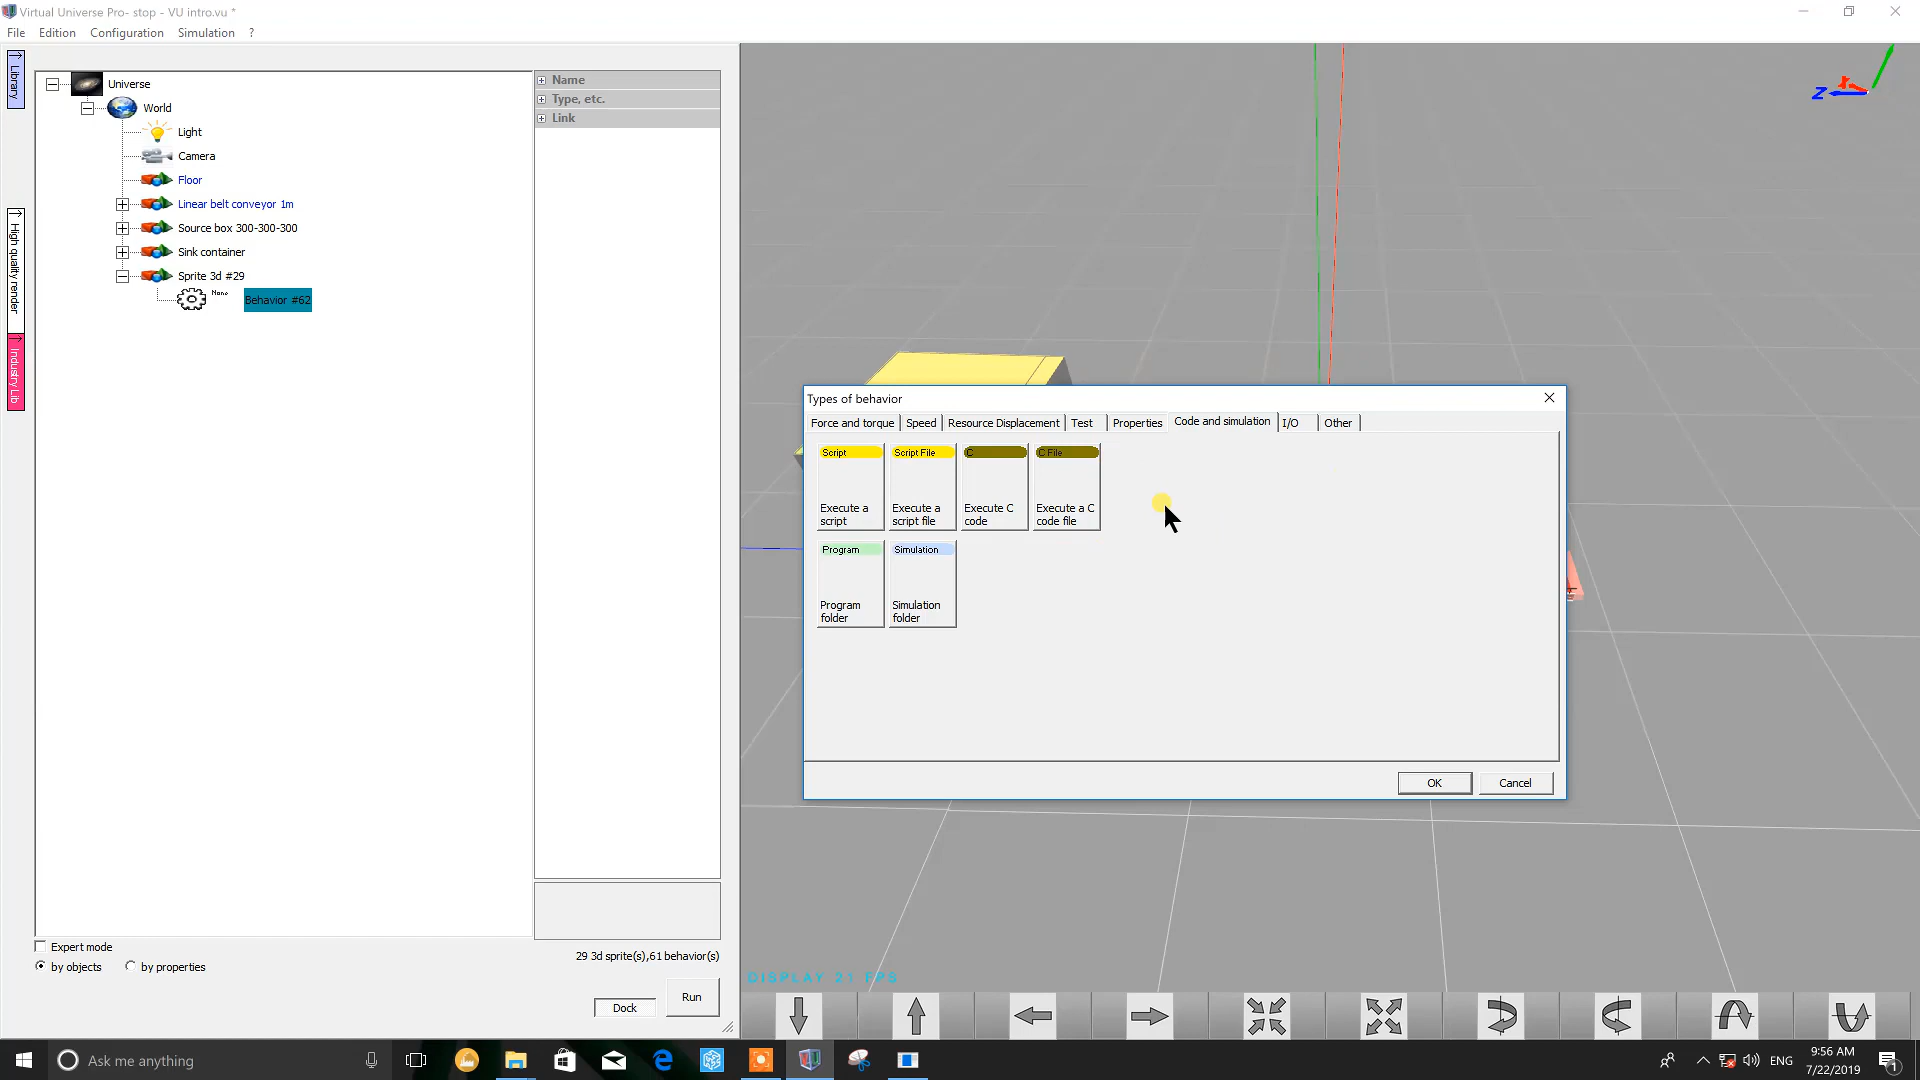 Virtual Universe Pro- stop - VU intro.vu *
File Edition Configuration Simulation ?
Library
High quality render
Industry Lib
Universe
World
Light
Camera
Floor
Linear belt conveyor 1m
Source box 300-300-300
Sink container
Sprite 3d #29
None
Behavior #62
Name
Type, etc.
Link
Expert mode
by objects by properties
29 3d sprite(s),61 behavior(s)
Dock
Run
Z
Types of behavior
Force and torque Speed Resource Displacement Test Properties Code and simulation I/O Other
Script Script File C C File
Execute a script
Execute a script file
Execute C code
Execute a C code file
Program Simulation
Program folder
Simulation folder
OK Cancel
DISPLAY 21 FPS
Ask me anything
ENG
9:56 AM
7/22/2019
1